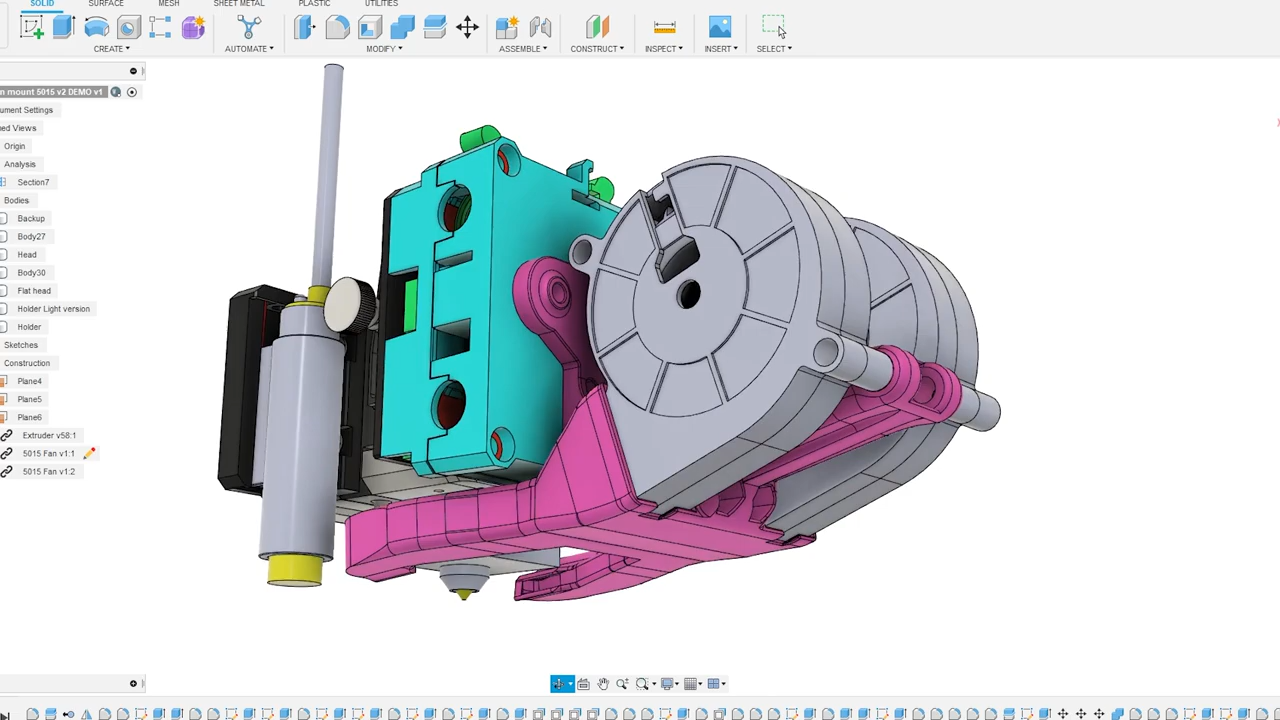 SOLID SURFACE MESH SHEET METAL PLASTIC UTILITIES
CREATE AUTOMATE MODIFY ASSEMBLE CONSTRUCT INSPECT INSERT SELECT
n mount 5015 v2 DEMO v1
ument Settings
ed Views
Origin
Analysis
Section7
Bodies
Backup
Body27
Head
Body30
Flat head
Holder Light version
Holder
Sketches
Construction
Plane4
Plane5
Plane6
Extruder v58:1
5015 Fan v1:1
5015 Fan v1:2